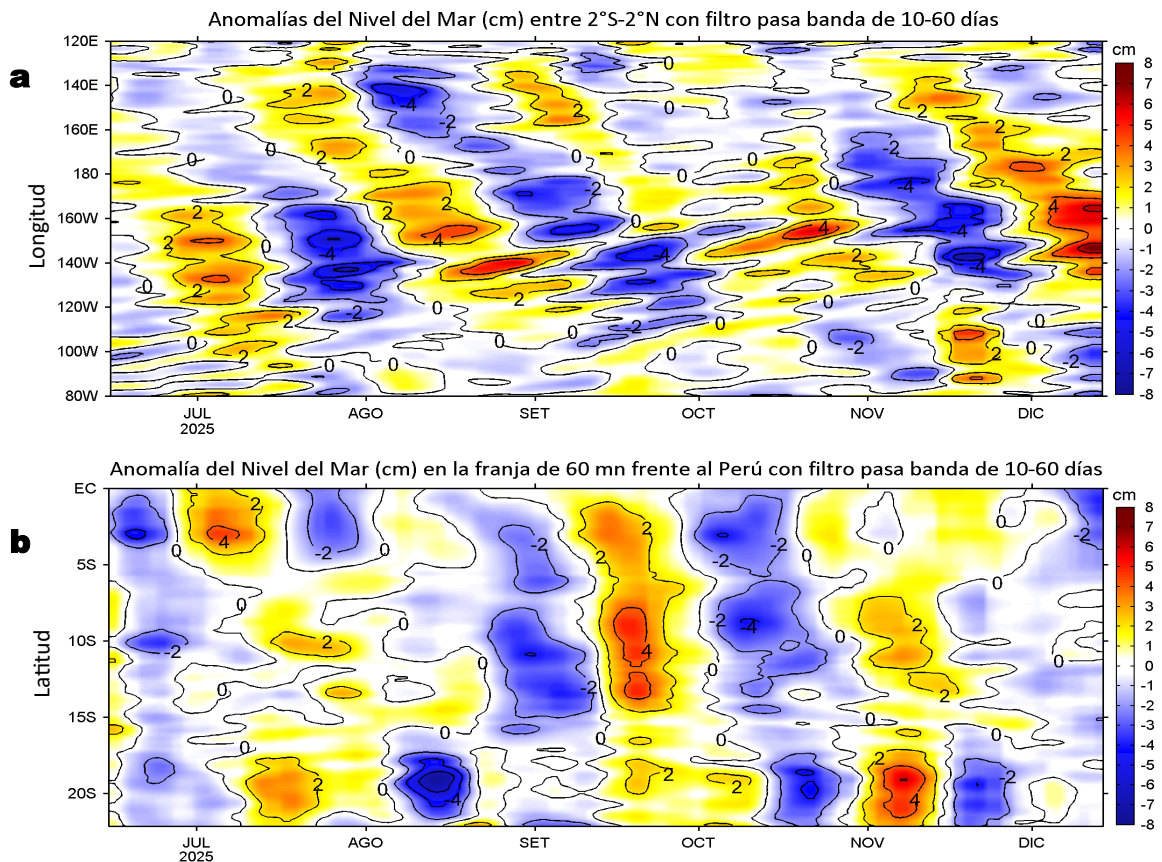 Anomalías del Nivel del Mar (cm) entre 2°S-2°N con filtro pasa banda de 10-60 días
a
Longitud
120E
140E
160E
180
160W
140W
120W
100W
80W
JUL AGO SET OCT NOV DIC
2025
cm
8
7
6
5
4
3
2
1
0
-1
-2
-3
-4
-5
-6
-7
-8
Anomalía del Nivel del Mar (cm) en la franja de 60 mn frente al Perú con filtro pasa banda de 10-60 días
b
Latitud
EC
5S
10S
15S
20S
JUL AGO SET OCT NOV DIC
2025
cm
8
7
6
5
4
3
2
1
0
-1
-2
-3
-4
-5
-6
-7
-8